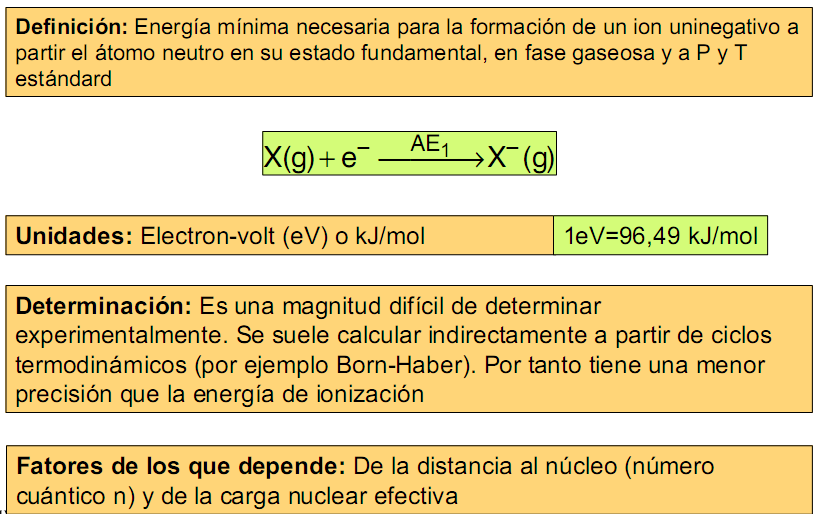 Definición: Energía mínima necesaria para la formación de un ion uninegativo a
partir el átomo neutro en su estado fundamental, en fase gaseosa y a P y T
estándard
X(g) + e⁻ —AE₁→ X⁻(g)
Unidades: Electron-volt (eV) o kJ/mol
1eV=96,49 kJ/mol
Determinación: Es una magnitud difícil de determinar
experimentalmente. Se suele calcular indirectamente a partir de ciclos
termodinámicos (por ejemplo Born-Haber). Por tanto tiene una menor
precisión que la energía de ionización
Fatores de los que depende: De la distancia al núcleo (número
cuántico n) y de la carga nuclear efectiva